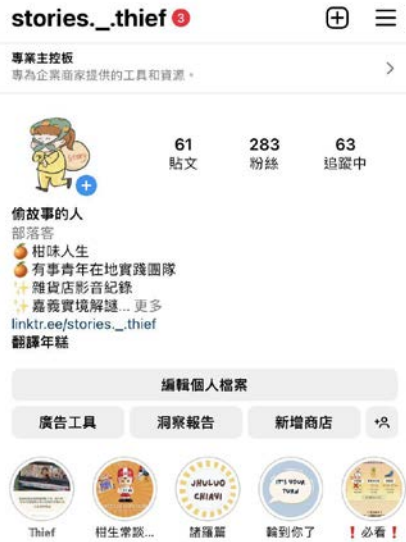 stories._.thief 3
專業主控板
專為企業商家提供的工具和資源。
Story
61 283 63
貼文 粉絲 追蹤中
偷故事的人
部落客
🍊柑味人生
🍊有事青年在地實踐團隊
✨雜貨店影音紀錄
✨嘉義實境解謎... 更多
linktr.ee/stories._.thief
翻譯年糕
編輯個人檔案
廣告工具 洞察報告 新增商店
JHULUO
CHIAYI
IT'S YOUR
TURN
Thief 柑生常談... 諸羅篇 輪到你了 ❗必看❗